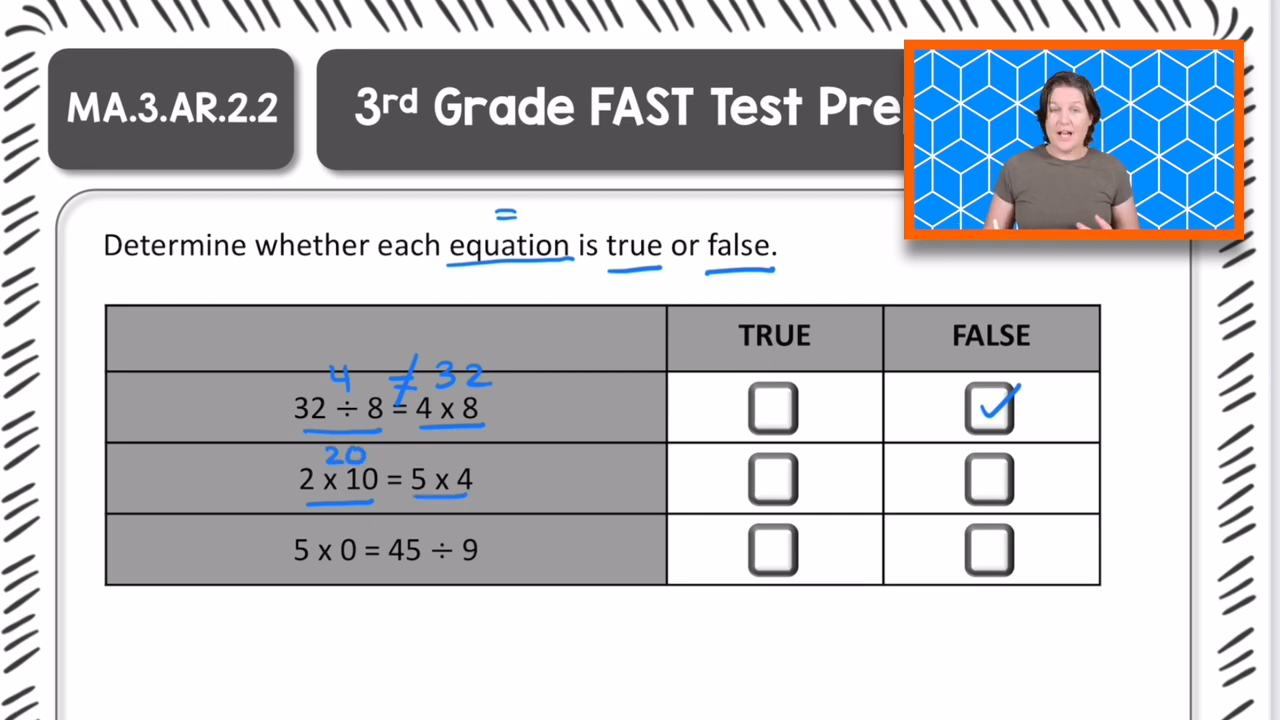 MA.3.AR.2.2
3rd Grade FAST Test Pre
=
Determine whether each equation is true or false.
TRUE FALSE
4 ≠ 32
32 ÷ 8 = 4 x 8
20
2 x 10 = 5 x 4
5 x 0 = 45 ÷ 9